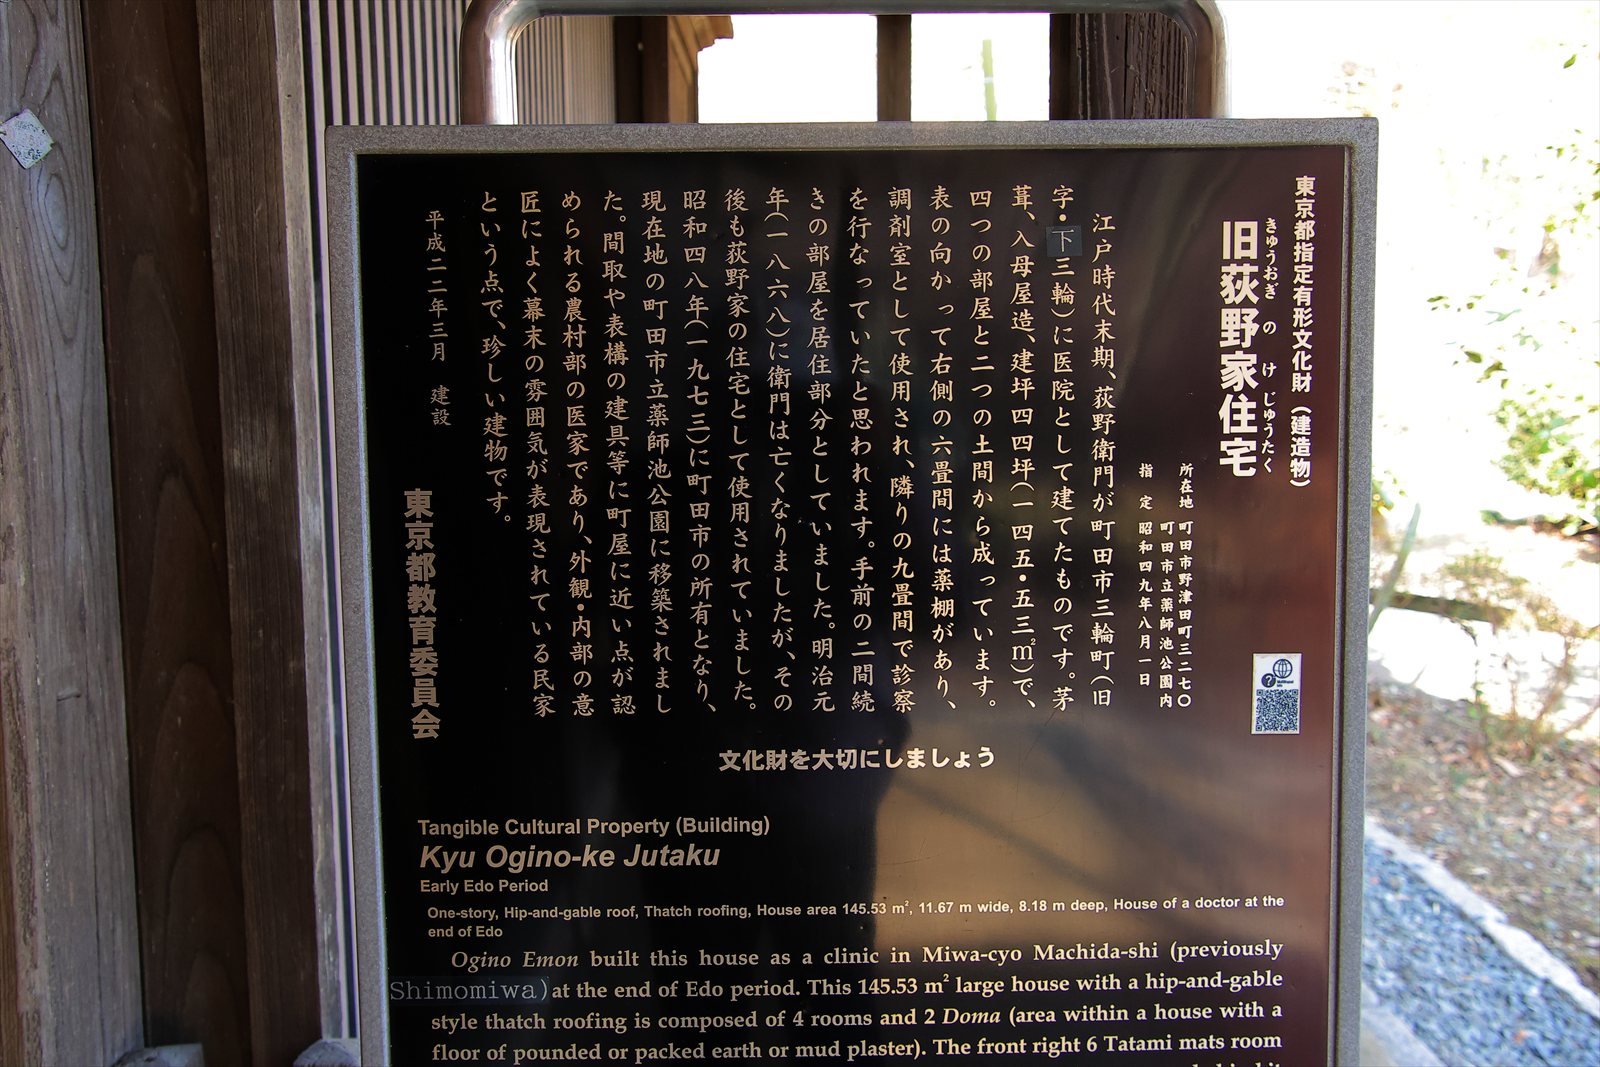 東京都指定有形文化財（建造物）
きゅうおぎ の け じゅうたく
旧荻野家住宅
所在地 町田市野津田町三二七〇
町田市立薬師池公園内
指 定 昭和四九年八月一日
江戸時代末期、荻野衛門が町田市三輪町（旧
字・下三輪）に医院として建てたものです。茅
葺、入母屋造、建坪四四坪（一四五・五三㎡）で、
四つの部屋と二つの土間から成っています。
表の向かって右側の六畳間には薬棚があり、
調剤室として使用され、隣りの九畳間で診察
を行なっていたと思われます。手前の二間続
きの部屋を居住部分としていました。明治元
年（一八六八）に衛門は亡くなりましたが、その
後も荻野家の住宅として使用されていました。
昭和四八年（一九七三）に町田市の所有となり、
現在地の町田市立薬師池公園に移築されまし
た。間取や表構の建具等に町屋に近い点が認
められる農村部の医家であり、外観・内部の意
匠によく幕末の雰囲気が表現されている民家
という点で、珍しい建物です。
平成二二年三月 建設
東京都教育委員会
文化財を大切にしましょう
Tangible Cultural Property (Building)
Kyu Ogino-ke Jutaku
Early Edo Period
One-story, Hip-and-gable roof, Thatch roofing, House area 145.53 m², 11.67 m wide, 8.18 m deep, House of a doctor at the
end of Edo
Ogino Emon built this house as a clinic in Miwa-cyo Machida-shi (previously
Shimomiwa) at the end of Edo period. This 145.53 m² large house with a hip-and-gable
style thatch roofing is composed of 4 rooms and 2 Doma (area within a house with a
floor of pounded or packed earth or mud plaster). The front right 6 Tatami mats room